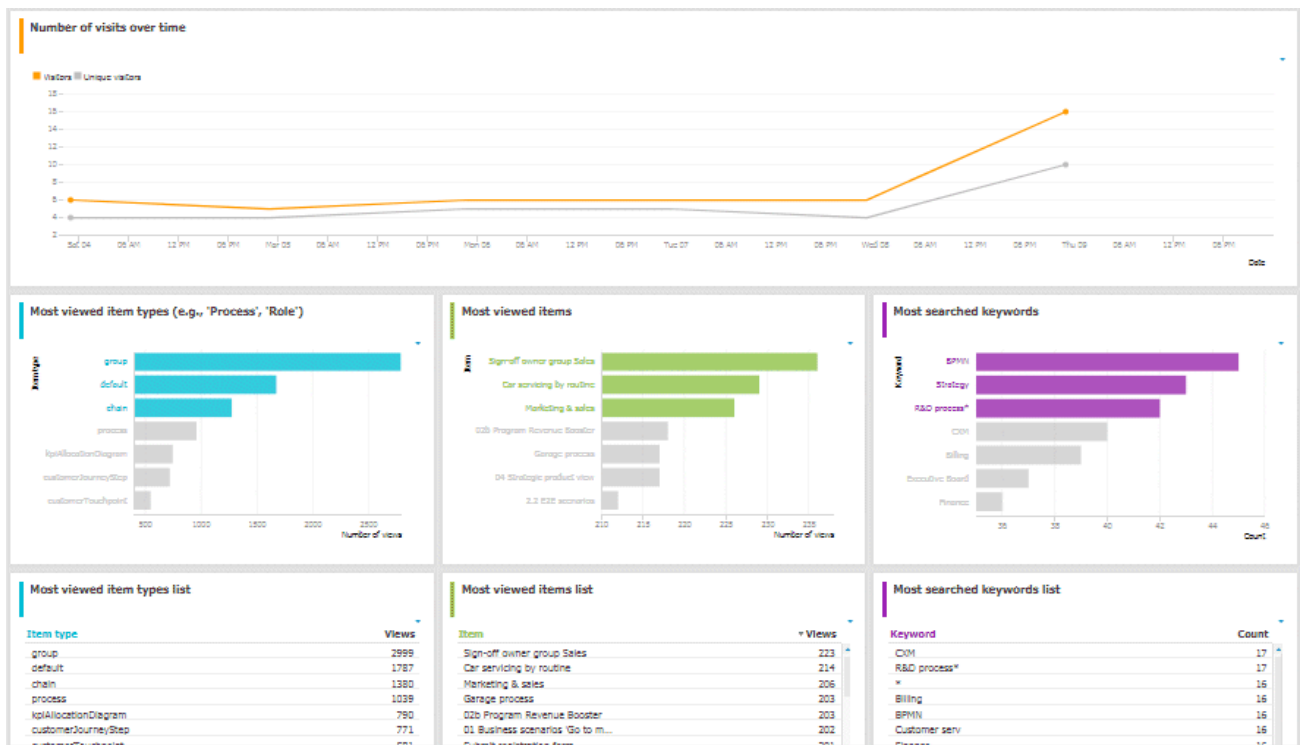 Number of visits over time
Visitors Unique visitors
18
16
14
12
10
8
6
4
2
Sat 04 06 AM 12 PM 06 PM Mar 05 06 AM 12 PM 06 PM Mon 06 06 AM 12 PM 06 PM Tue 07 06 AM 12 PM 06 PM Wed 08 06 AM 12 PM 06 PM Thu 09 06 AM 12 PM 06 PM
Date
Most viewed item types (e.g., 'Process', 'Role')
Item type
group
default
chain
process
kpiAllocationDiagram
customerJourneyStep
customerTouchpoint
500 1000 1500 2000 2500
Number of views
Most viewed items
Item
Sign-off owner group Sales
Car servicing by routine
Marketing & sales
02b Program Revenue Booster
Garage process
04 Strategic product view
2.2 E2E scenarios
210 215 220 225 230 235
Number of views
Most searched keywords
Keyword
BPMN
Strategy
R&D process*
CXM
Billing
Executive Board
Finance
36 38 40 42 44 46
Count
Most viewed item types list
Item type Views
group 2999
default 1787
chain 1380
process 1039
kpiAllocationDiagram 790
customerJourneyStep 771
Most viewed items list
Item Views
Sign-off owner group Sales 223
Car servicing by routine 214
Marketing & sales 206
Garage process 203
02b Program Revenue Booster 203
01 Business scenarios 'Go to m... 202
Most searched keywords list
Keyword Count
CXM 17
R&D process* 17
* 16
Billing 16
BPMN 16
Customer serv 16